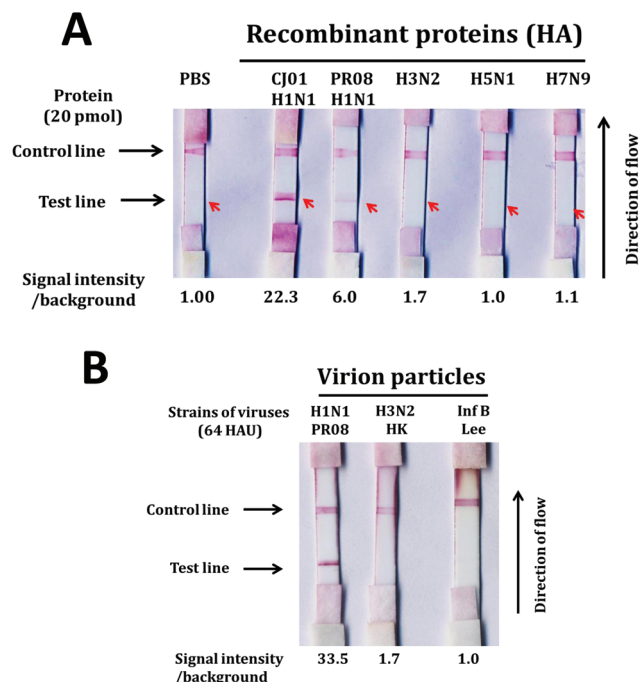 A
Recombinant proteins (HA)
PBS
CJ01
H1N1
PR08
H1N1
H3N2
H5N1
H7N9
Protein
(20 pmol)
Control line
Test line
Direction of flow
Signal intensity
/background
1.00
22.3
6.0
1.7
1.0
1.1
B
Virion particles
Strains of viruses
(64 HAU)
H1N1
PR08
H3N2
HK
Inf B
Lee
Control line
Test line
Direction of flow
Signal intensity
/background
33.5
1.7
1.0